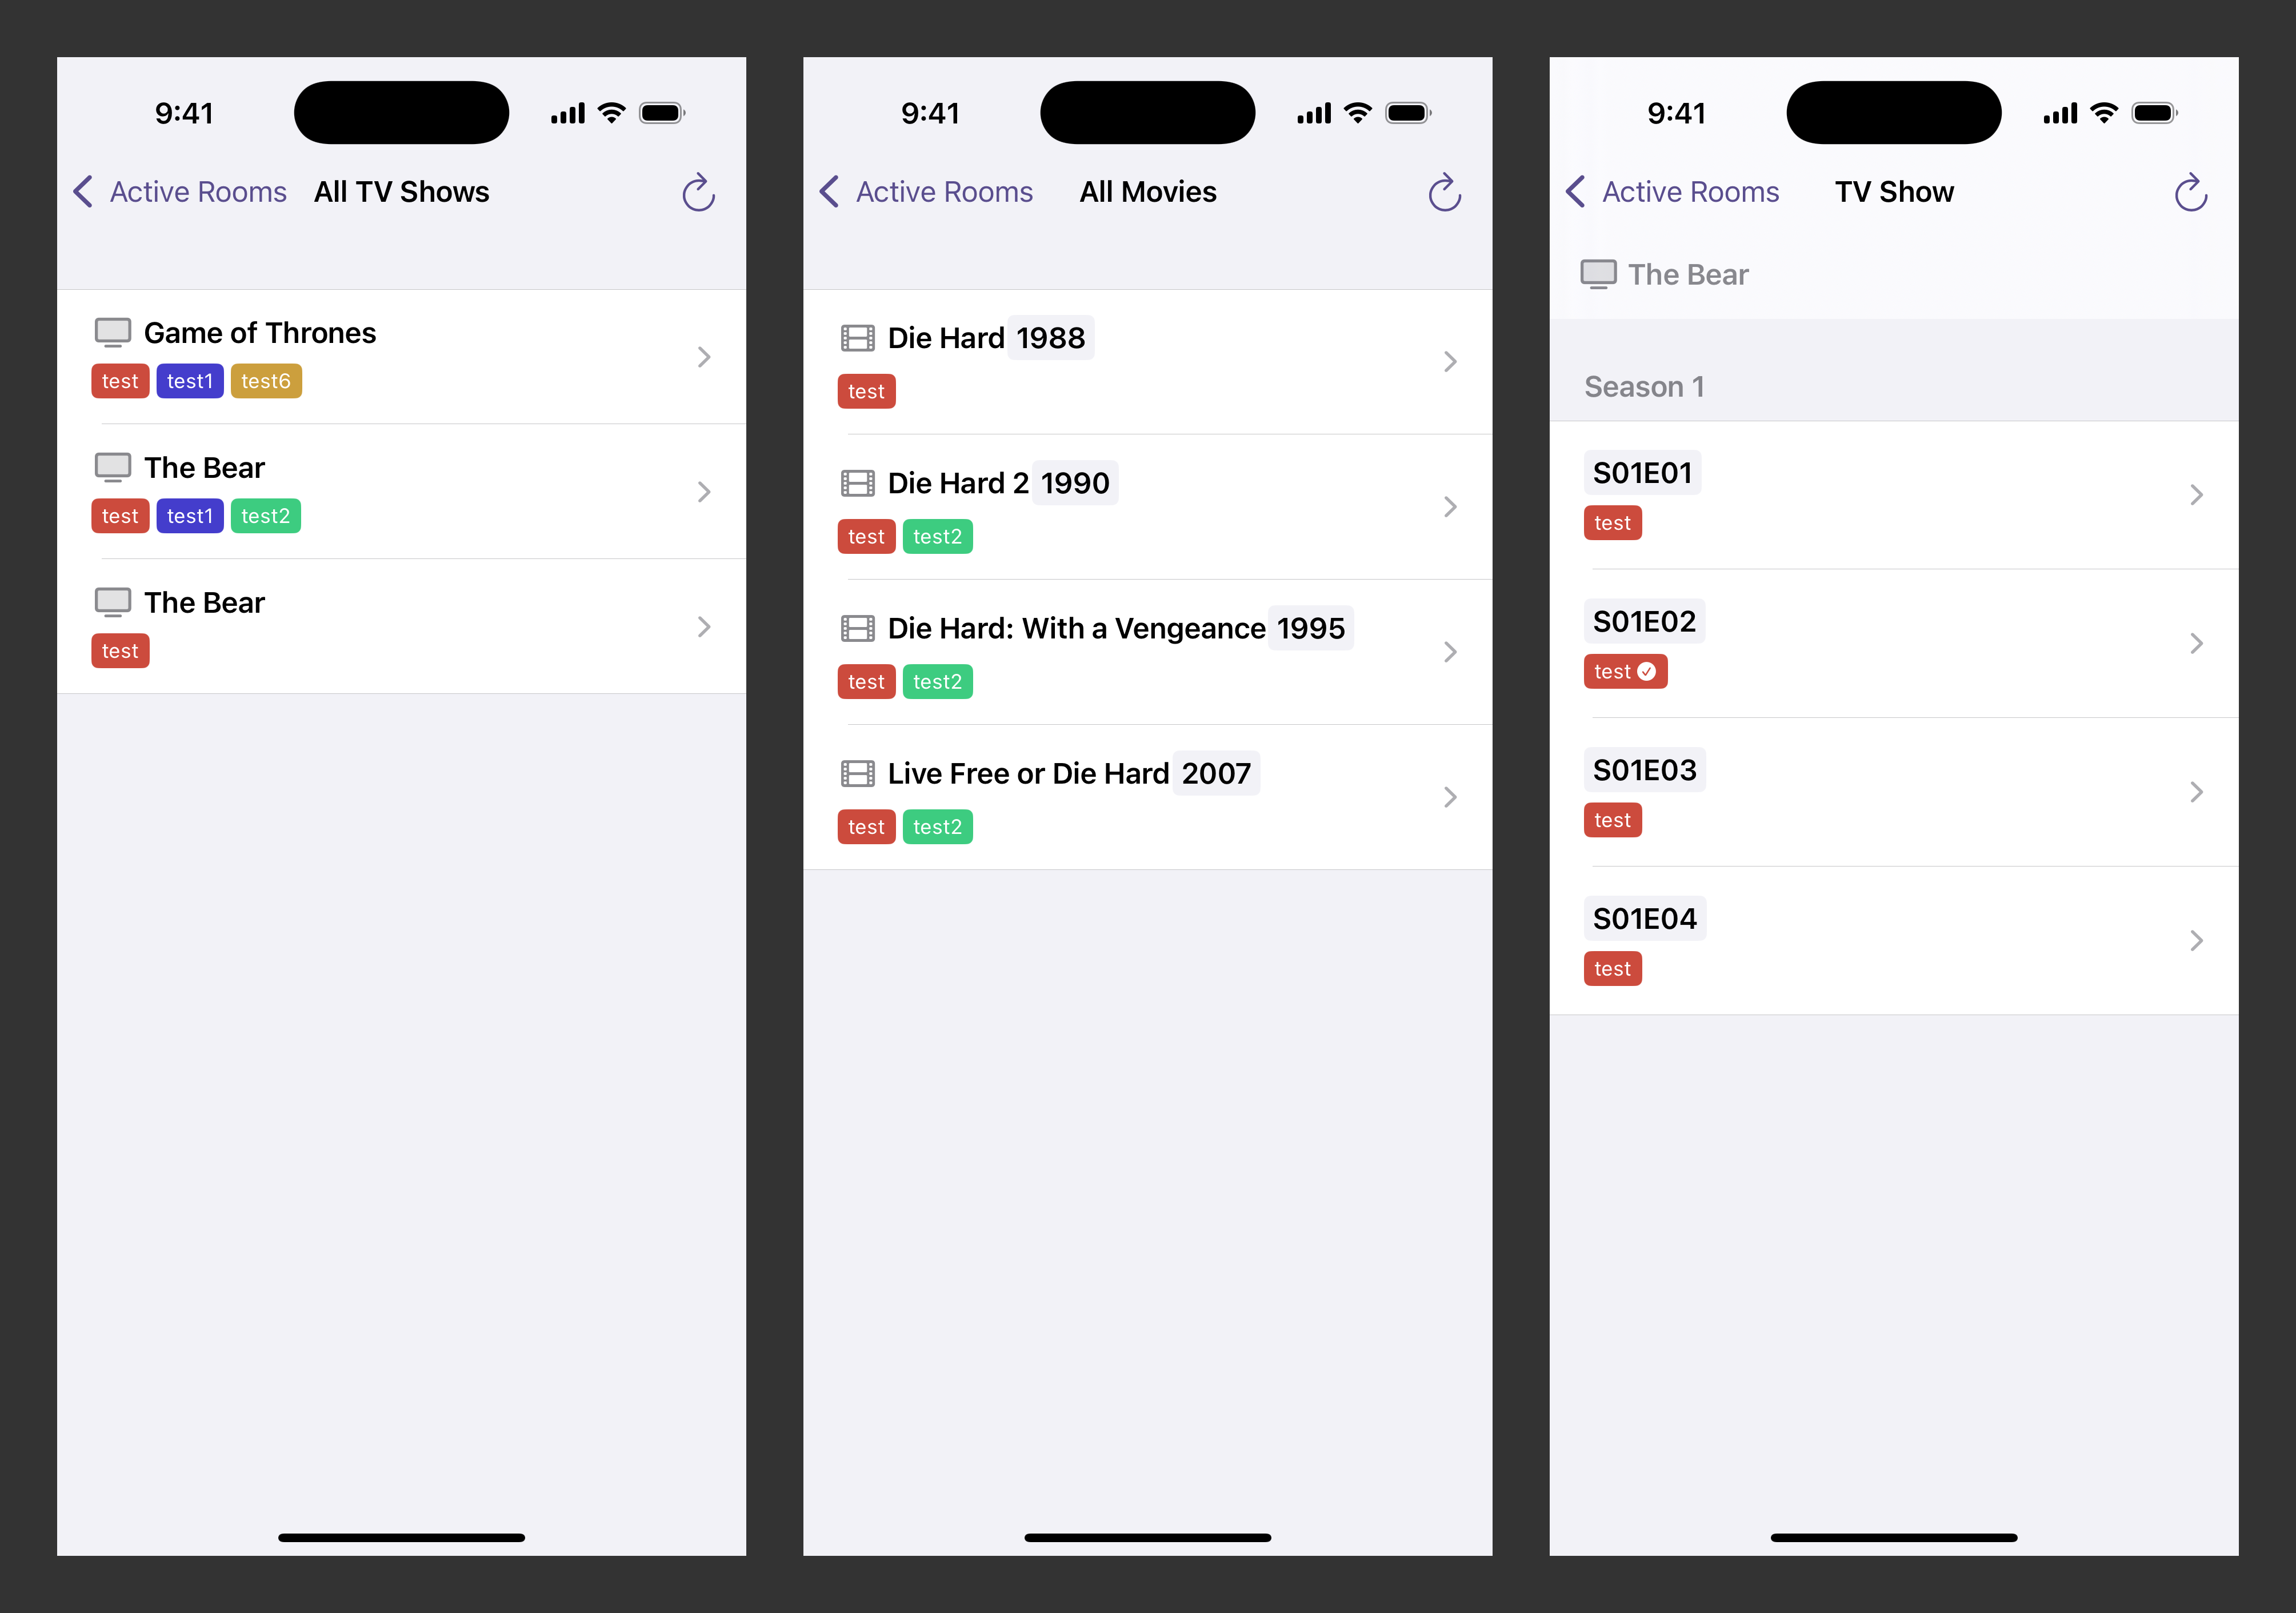 9:41
Active Rooms All TV Shows
Game of Thrones
test test1 test6
The Bear
test test1 test2
The Bear
test
9:41
Active Rooms All Movies
Die Hard 1988
test
Die Hard 2 1990
test test2
Die Hard: With a Vengeance 1995
test test2
Live Free or Die Hard 2007
test test2
9:41
Active Rooms TV Show
The Bear
Season 1
S01E01
test
S01E02
test
S01E03
test
S01E04
test